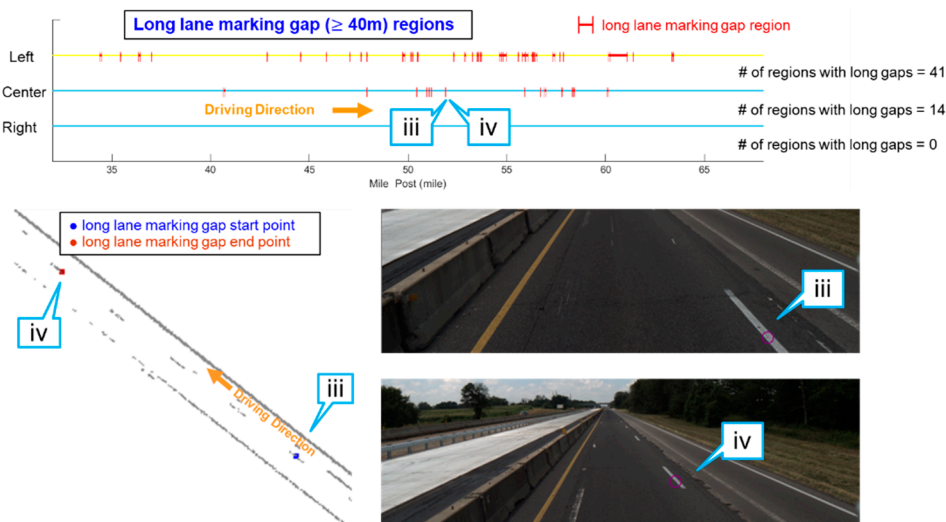 Long lane marking gap (≥ 40m) regions
long lane marking gap region
Left
# of regions with long gaps = 41
Center
Driving Direction
# of regions with long gaps = 14
iii
iv
Right
# of regions with long gaps = 0
35
40
45
50
55
60
65
Mile Post (mile)
long lane marking gap start point
long lane marking gap end point
iv
Driving Direction
iii
iii
iv